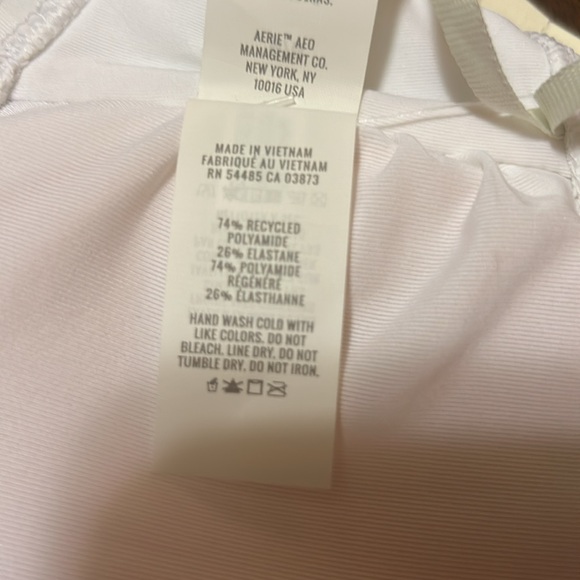 AERIE™ AEO
MANAGEMENT CO.
NEW YORK, NY
10016 USA
MADE IN VIETNAM
FABRIQUÉ AU VIETNAM
RN 54485 CA 03873
74% RECYCLED
POLYAMIDE
26% ELASTANE
74% POLYAMIDE
RÉGÉNÉRÉ
26% ÉLASTHANNE
HAND WASH COLD WITH
LIKE COLORS. DO NOT
BLEACH. LINE DRY. DO NOT
TUMBLE DRY. DO NOT IRON.